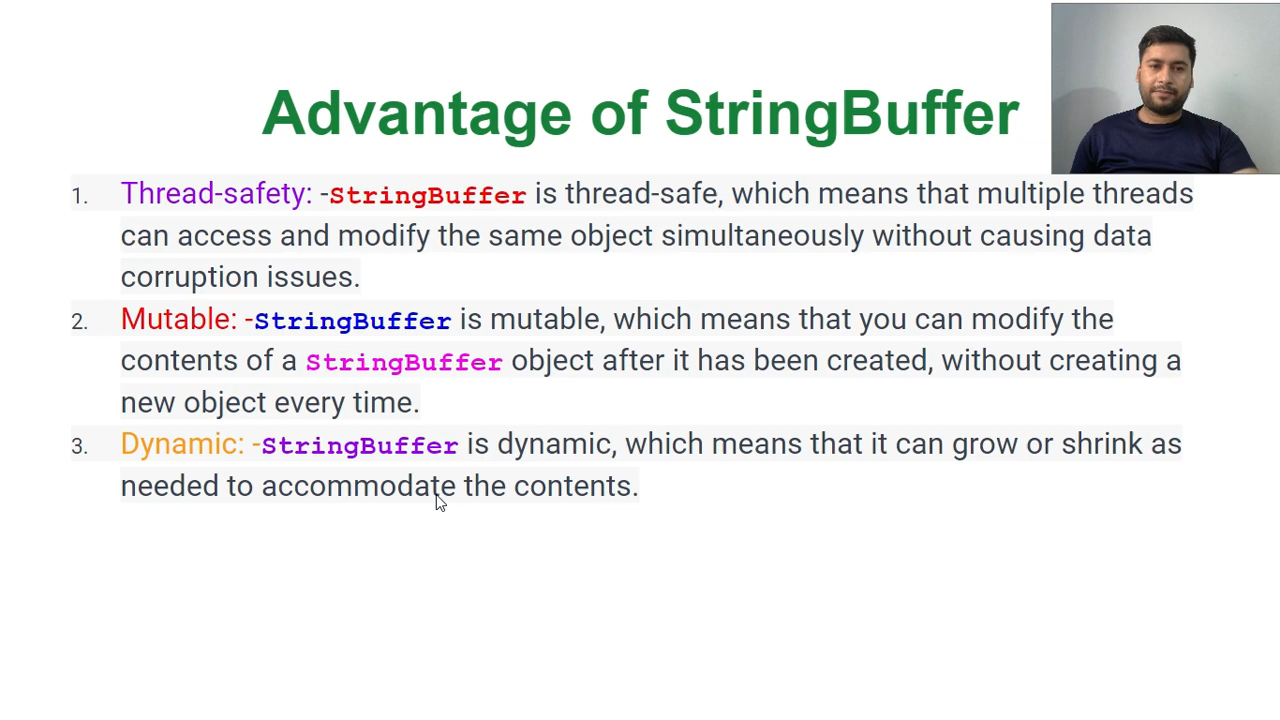 Advantage of StringBuffer
1. Thread-safety: -StringBuffer is thread-safe, which means that multiple threads
can access and modify the same object simultaneously without causing data
corruption issues.
2. Mutable: -StringBuffer is mutable, which means that you can modify the
contents of a StringBuffer object after it has been created, without creating a
new object every time.
3. Dynamic: -StringBuffer is dynamic, which means that it can grow or shrink as
needed to accommodate the contents.